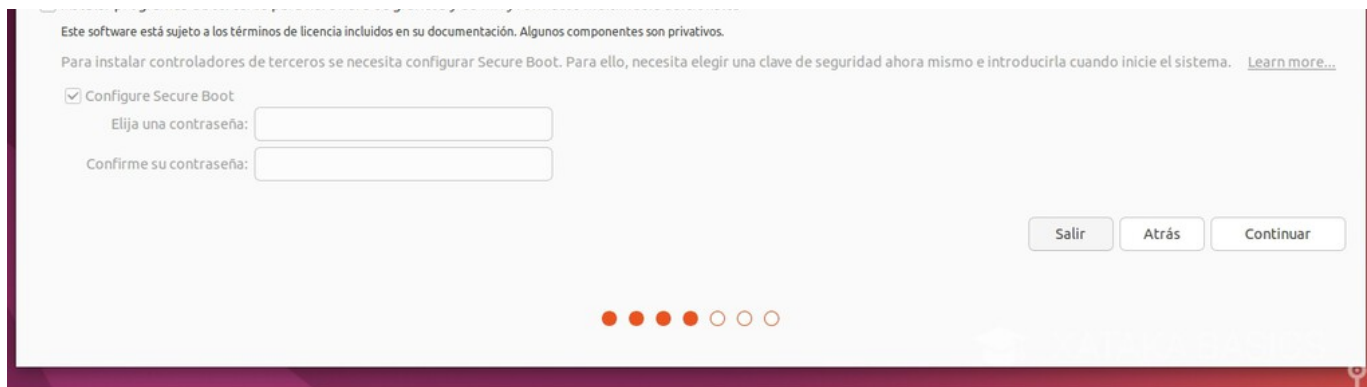 Este software está sujeto a los términos de licencia incluidos en su documentación. Algunos componentes son privativos.
Para instalar controladores de terceros se necesita configurar Secure Boot. Para ello, necesita elegir una clave de seguridad ahora mismo e introducirla cuando inicie el sistema. Learn more...
Configure Secure Boot
Elija una contraseña:
Confirme su contraseña:
Salir Atrás Continuar